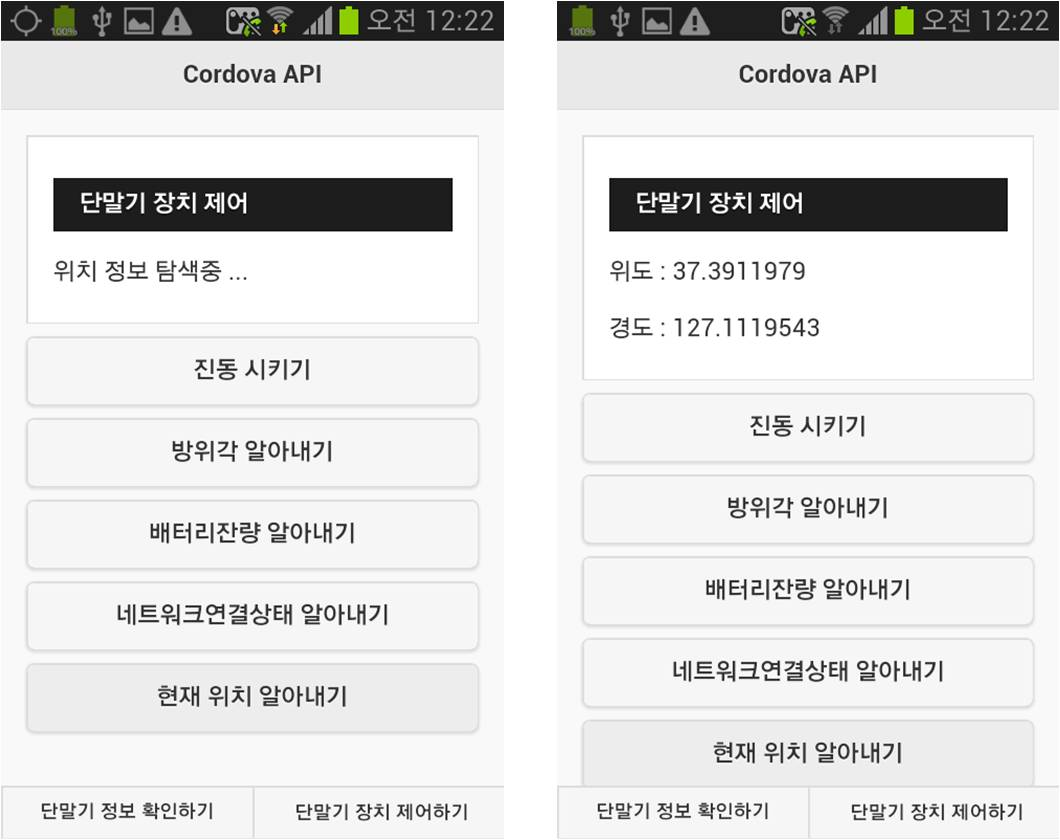 100%
오전 12:22
Cordova API
단말기 장치 제어
위치 정보 탐색중 ...
진동 시키기
방위각 알아내기
배터리잔량 알아내기
네트워크연결상태 알아내기
현재 위치 알아내기
단말기 정보 확인하기
단말기 장치 제어하기
100%
오전 12:22
Cordova API
단말기 장치 제어
위도 : 37.3911979
경도 : 127.1119543
진동 시키기
방위각 알아내기
배터리잔량 알아내기
네트워크연결상태 알아내기
현재 위치 알아내기
단말기 정보 확인하기
단말기 장치 제어하기